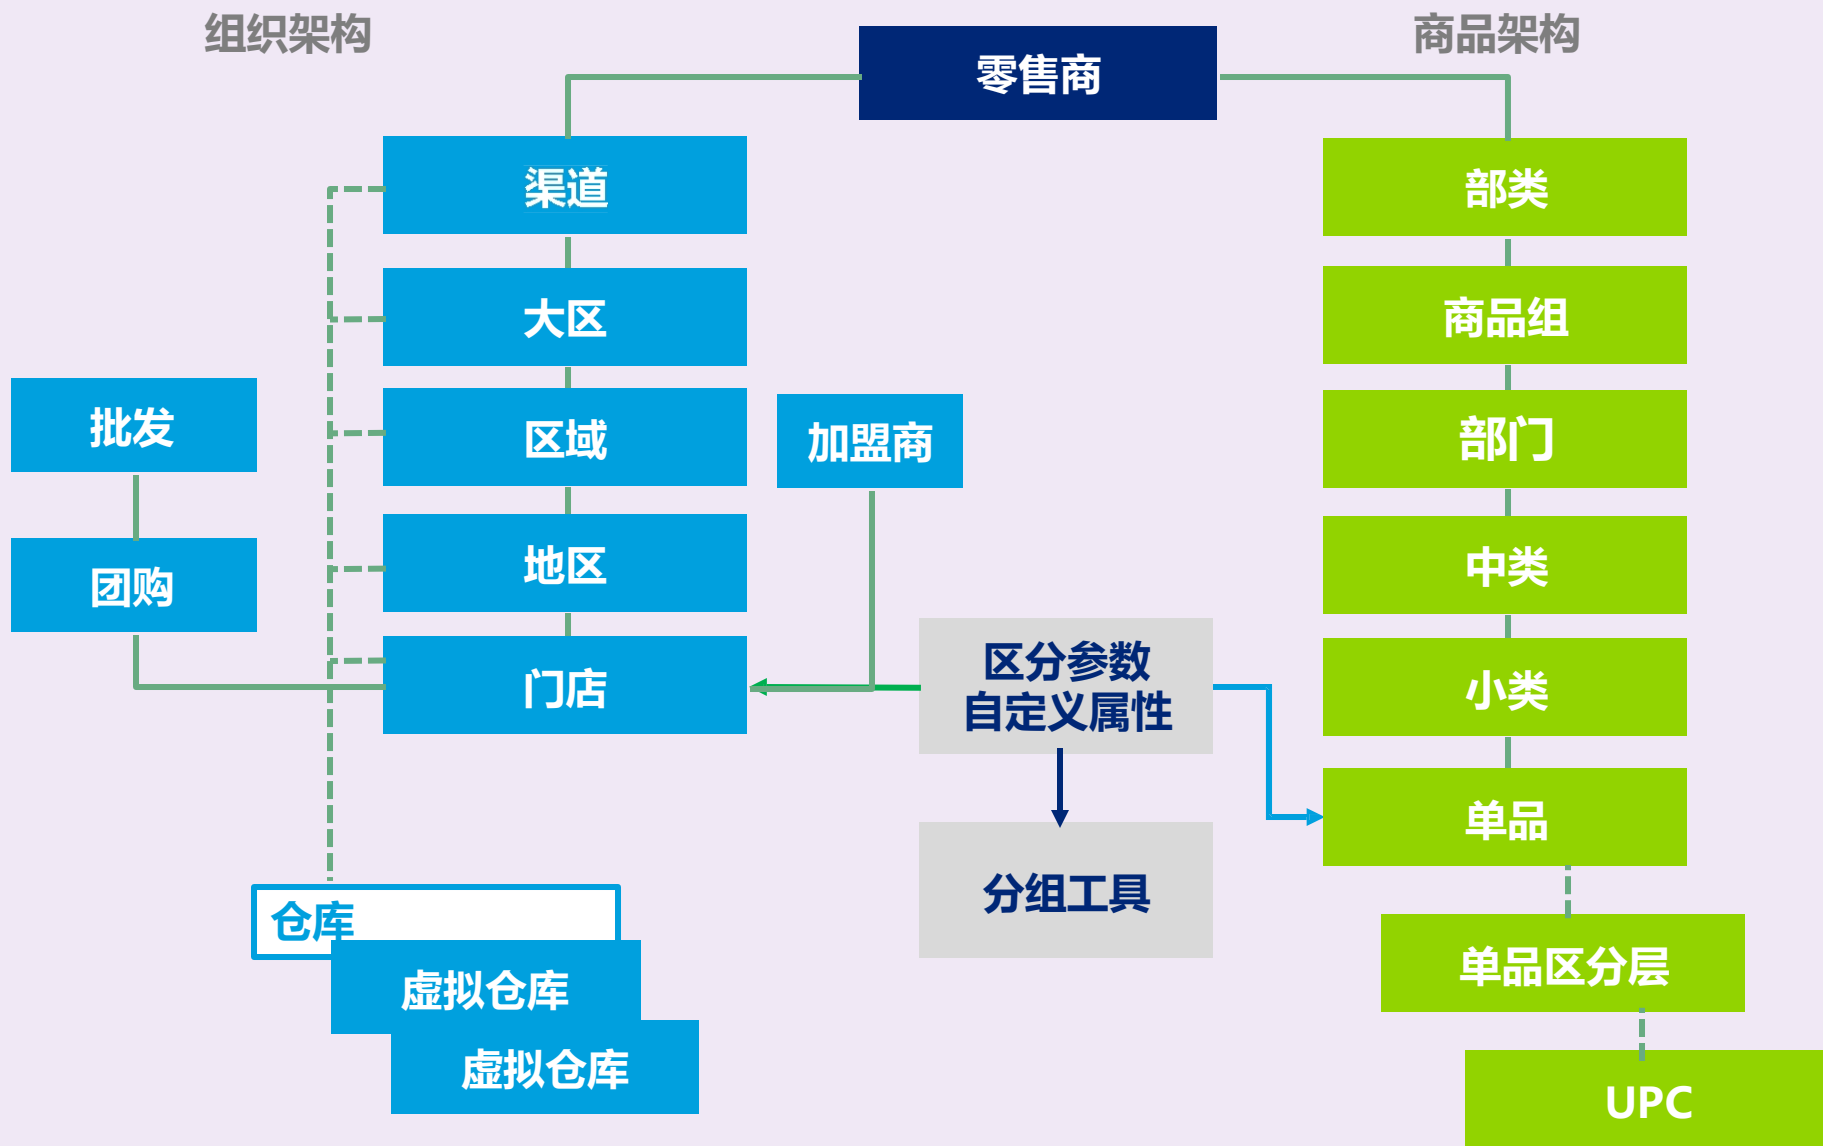 组织架构
商品架构
零售商
渠道
大区
区域
地区
门店
批发
团购
加盟商
区分参数
自定义属性
分组工具
仓库
虚拟仓库
虚拟仓库
部类
商品组
部门
中类
小类
单品
单品区分层
UPC